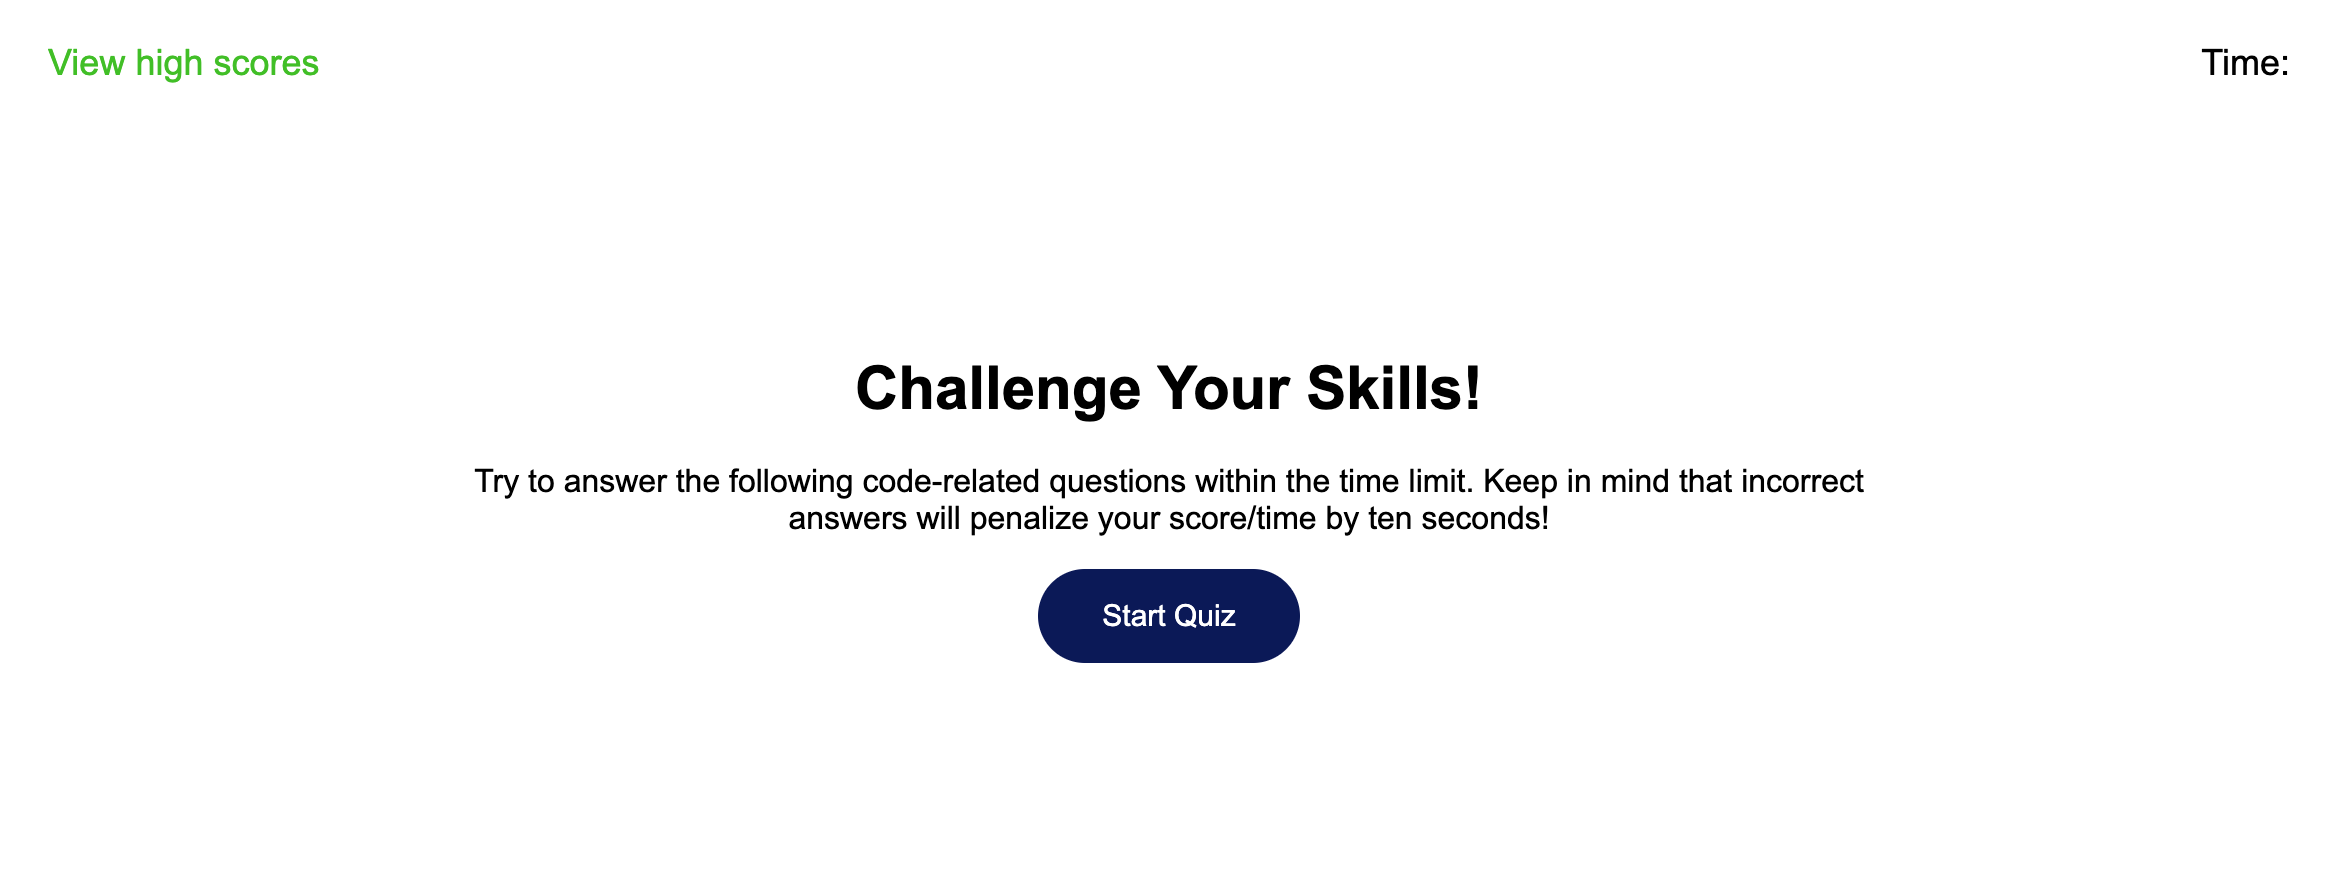 View high scores
Time:
Challenge Your Skills!
Try to answer the following code-related questions within the time limit. Keep in mind that incorrect
answers will penalize your score/time by ten seconds!
Start Quiz